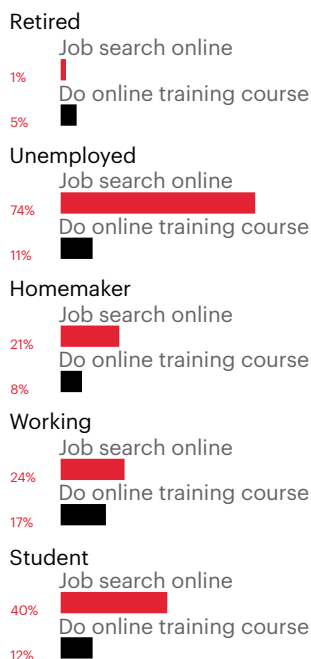 Retired
Job search online
1%
Do online training course
5%
Unemployed
Job search online
74%
Do online training course
11%
Homemaker
Job search online
21%
Do online training course
8%
Working
Job search online
24%
Do online training course
17%
Student
Job search online
40%
Do online training course
12%